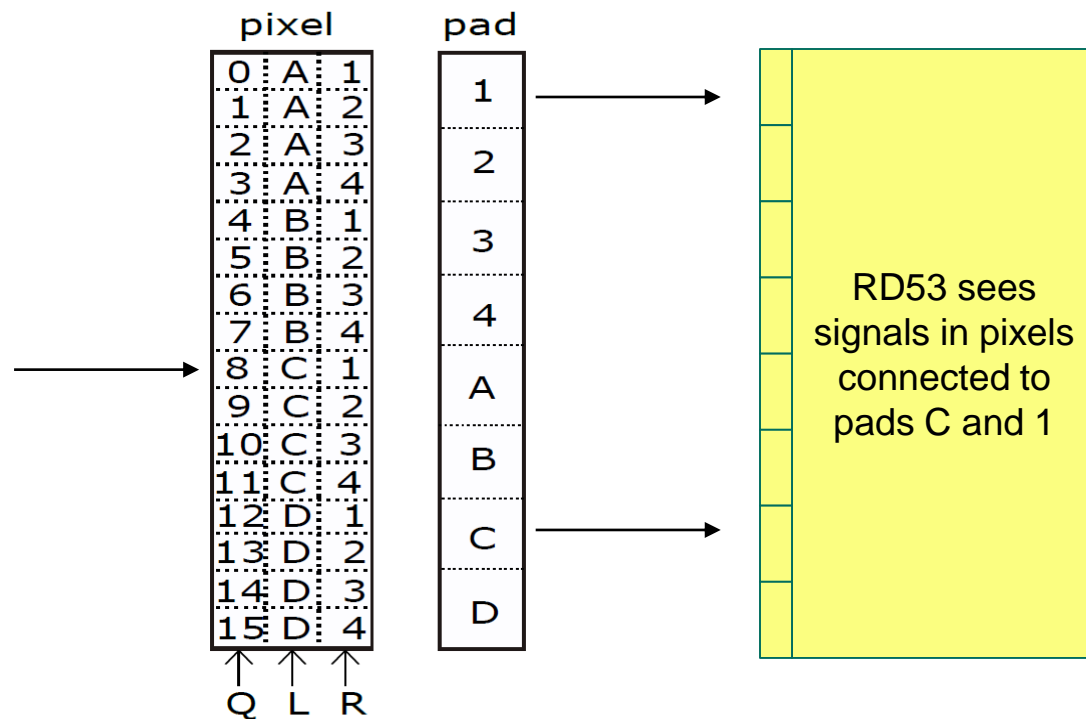 pixel pad
0 A 1
1 A 2
2 A 3
3 A 4
4 B 1
5 B 2
6 B 3
7 B 4
8 C 1
9 C 2
10 C 3
11 C 4
12 D 1
13 D 2
14 D 3
15 D 4
Q L R
1
2
3
4
A
B
C
D
RD53 sees
signals in pixels
connected to
pads C and 1